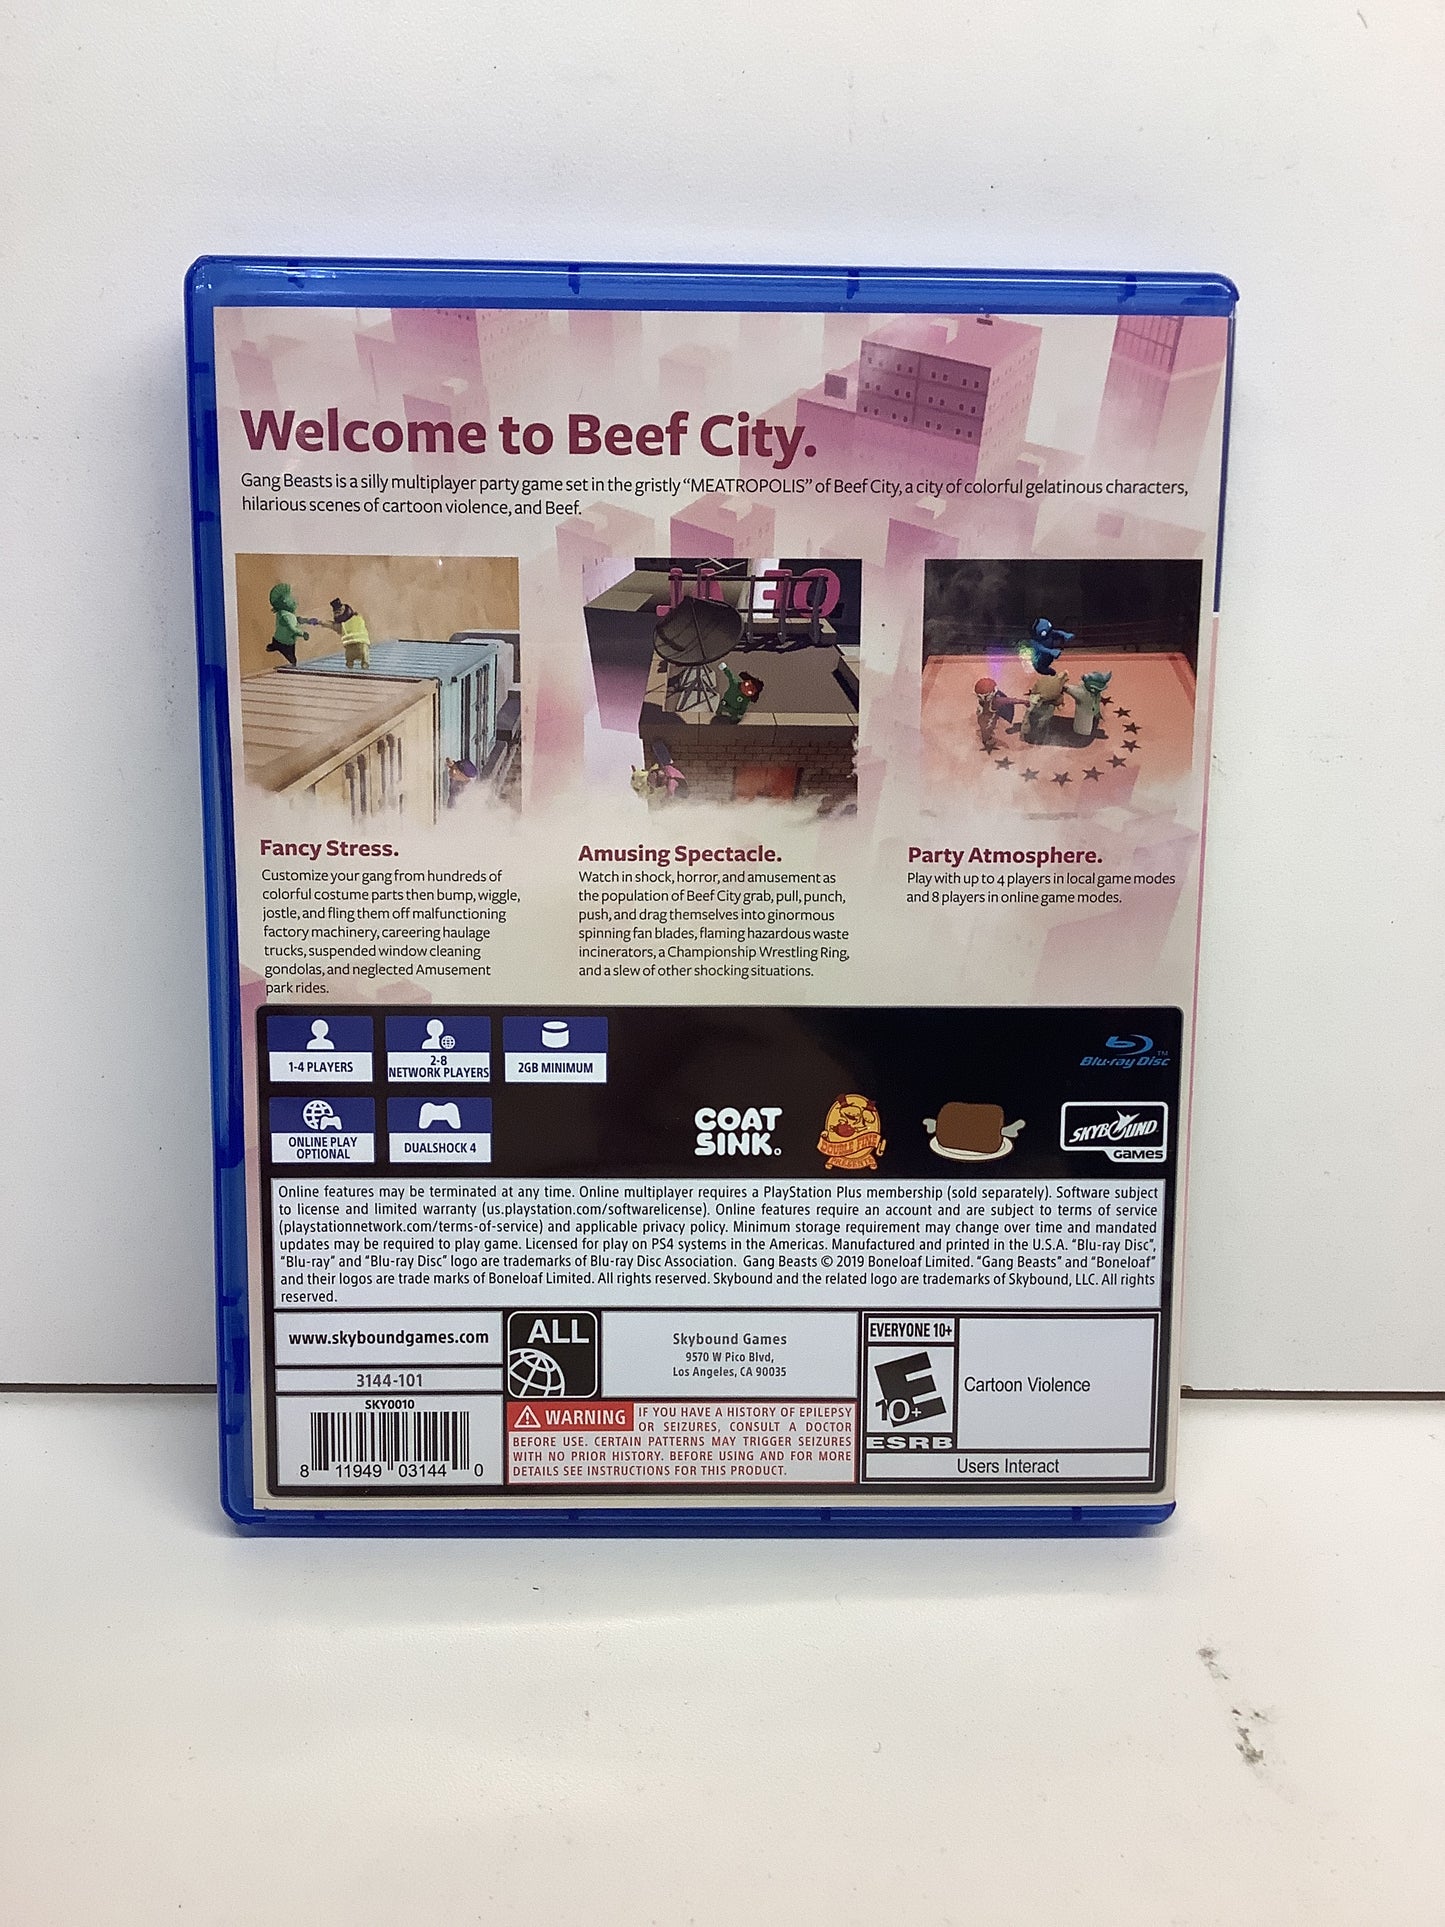 Welcome to Beef City.
Gang Beasts is a silly multiplayer party game set in the gristly “MEATROPOLIS” of Beef City, a city of colorful gelatinous characters,
hilarious scenes of cartoon violence, and Beef.
Fancy Stress.
Customize your gang from hundreds of
colorful costume parts then bump, wiggle,
jostle, and fling them off malfunctioning
factory machinery, careering haulage
trucks, suspended window cleaning
gondolas, and neglected Amusement
park rides.
Amusing Spectacle.
Watch in shock, horror, and amusement as
the population of Beef City grab, pull, punch,
push, and drag themselves into ginormous
spinning fan blades, flaming hazardous waste
incinerators, a Championship Wrestling Ring,
and a slew of other shocking situations.
Party Atmosphere.
Play with up to 4 players in local game modes
and 8 players in online game modes.
1-4 PLAYERS
2-8
NETWORK PLAYERS
2GB MINIMUM
Blu-ray Disc™
ONLINE PLAY
OPTIONAL
DUALSHOCK 4
COAT
SINK
DOUBLE FINE
PRESENTS
SKYBOUND
GAMES
Online features may be terminated at any time. Online multiplayer requires a PlayStation Plus membership (sold separately). Software subject
to license and limited warranty (us.playstation.com/softwarelicense). Online features require an account and are subject to terms of service
(playstationnetwork.com/terms-of-service) and applicable privacy policy. Minimum storage requirement may change over time and mandated
updates may be required to play game. Licensed for play on PS4 systems in the Americas. Manufactured and printed in the U.S.A. “Blu-ray Disc”,
“Blu-ray” and “Blu-ray Disc” logo are trademarks of Blu-ray Disc Association. Gang Beasts © 2019 Boneloaf Limited. “Gang Beasts” and “Boneloaf”
and their logos are trade marks of Boneloaf Limited. All rights reserved. Skybound and the related logo are trademarks of Skybound, LLC. All rights
reserved.
www.skyboundgames.com
3144-101
SKY0010
8 11949 03144 0
ALL
Skybound Games
9570 W Pico Blvd,
Los Angeles, CA 90035
WARNING IF YOU HAVE A HISTORY OF EPILEPSY
OR SEIZURES, CONSULT A DOCTOR
BEFORE USE. CERTAIN PATTERNS MAY TRIGGER SEIZURES
WITH NO PRIOR HISTORY. BEFORE USING AND FOR MORE
DETAILS SEE INSTRUCTIONS FOR THIS PRODUCT.
EVERYONE 10+
E
10+
ESRB
Cartoon Violence
Users Interact